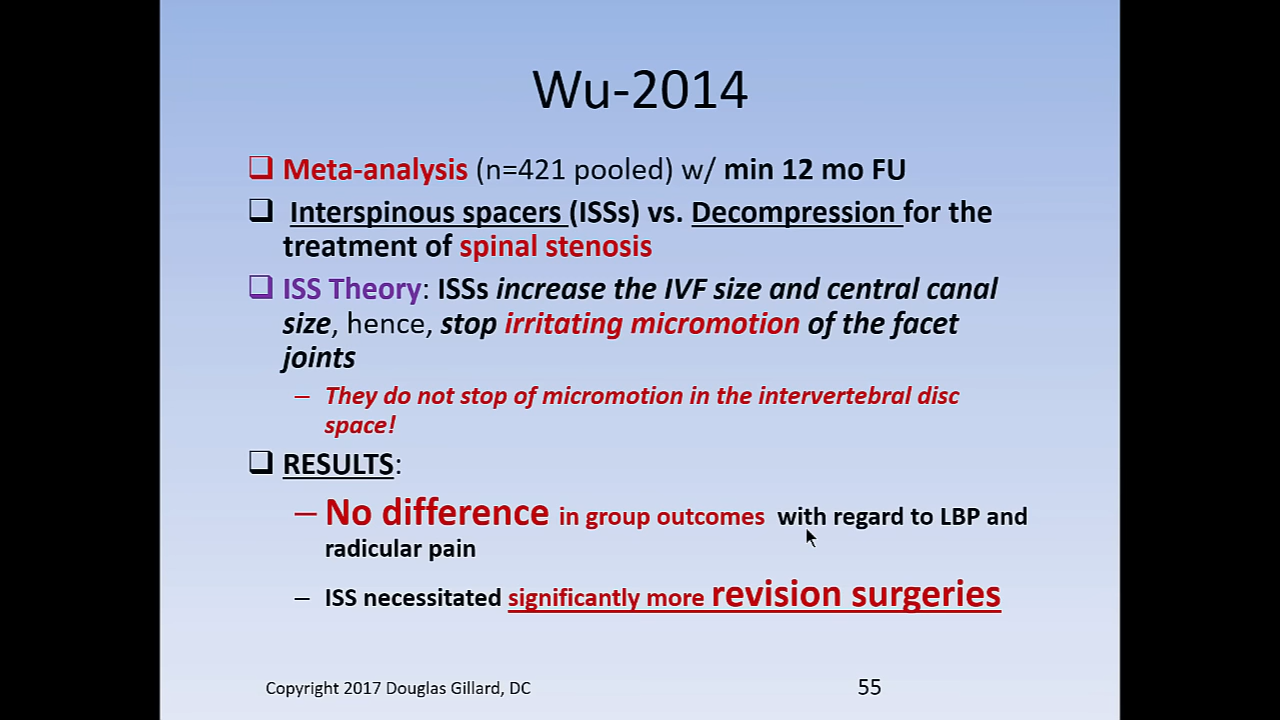 Wu-2014
❑ Meta-analysis (n=421 pooled) w/ min 12 mo FU
❑ Interspinous spacers (ISSs) vs. Decompression for the
treatment of spinal stenosis
❑ ISS Theory: ISSs increase the IVF size and central canal
size, hence, stop irritating micromotion of the facet
joints
– They do not stop of micromotion in the intervertebral disc
space!
❑ RESULTS:
– No difference in group outcomes with regard to LBP and
radicular pain
– ISS necessitated significantly more revision surgeries
Copyright 2017 Douglas Gillard, DC
55